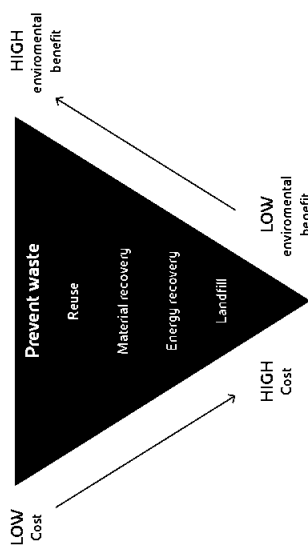 LOW
Cost
HIGH
enviromental
benefit
Prevent waste
Reuse
Material recovery
Energy recovery
Landfill
HIGH
Cost
LOW
enviromental
benefit